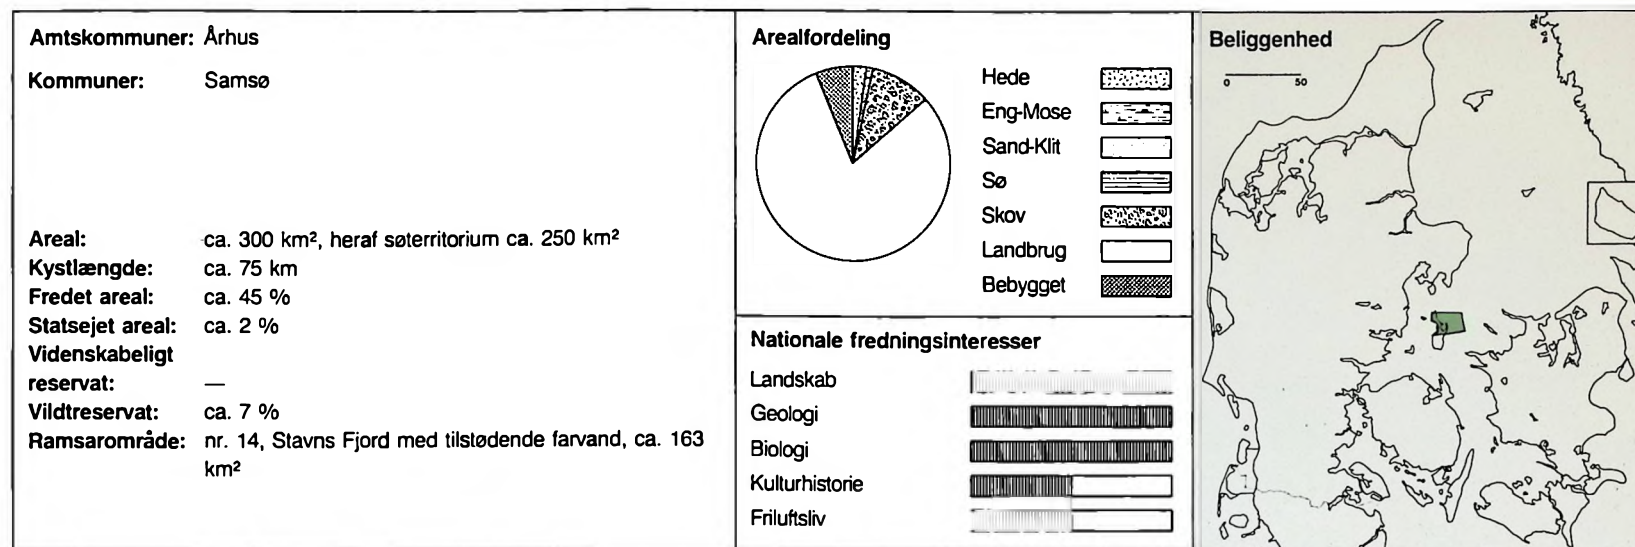 Amtskommuner: Århus
Kommuner: Samsø
Areal: ca. 300 km², heraf søterritorium ca. 250 km²
Kystlængde: ca. 75 km
Fredet areal: ca. 45 %
Statsejet areal: ca. 2 %
Videnskabeligt
reservat: —
Vildtreservat: ca. 7 %
Ramsarområde: nr. 14, Stavns Fjord med tilstødende farvand, ca. 163
km²
Arealfordeling
Hede
Eng-Mose
Sand-Klit
Sø
Skov
Landbrug
Bebygget
Nationale fredningsinteresser
Landskab
Geologi
Biologi
Kulturhistorie
Friluftsliv
Beliggenhed
0 50